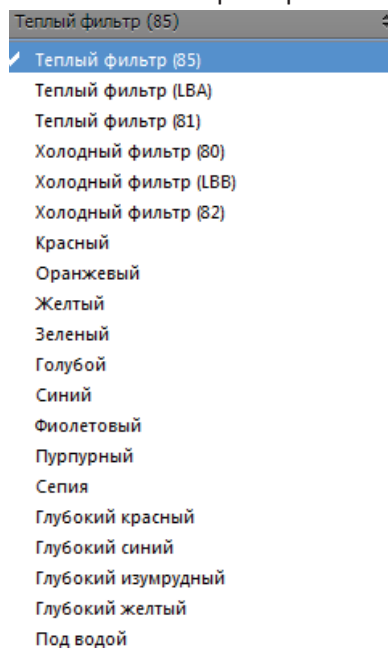 Теплый фильтр (85)
Теплый фильтр (85)
Теплый фильтр (LBA)
Теплый фильтр (81)
Холодный фильтр (80)
Холодный фильтр (LBB)
Холодный фильтр (82)
Красный
Оранжевый
Желтый
Зеленый
Голубой
Синий
Фиолетовый
Пурпурный
Сепия
Глубокий красный
Глубокий синий
Глубокий изумрудный
Глубокий желтый
Под водой